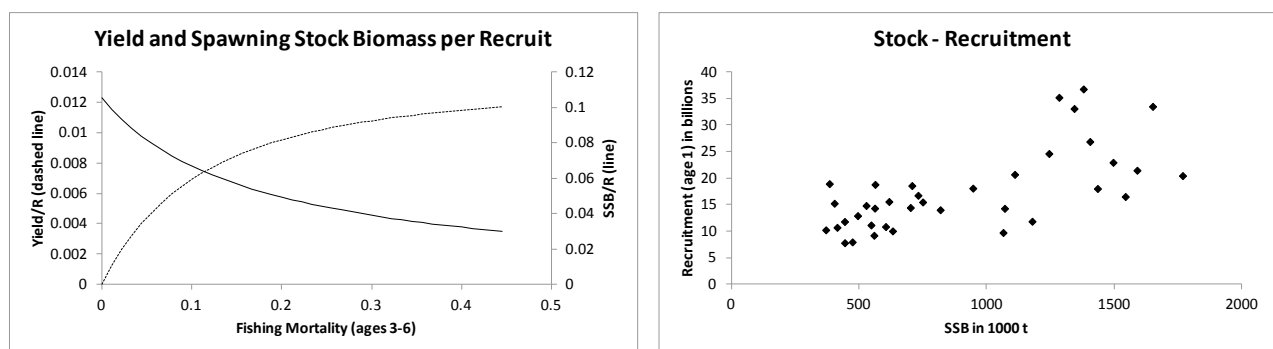 Yield and Spawning Stock Biomass per Recruit
Yield/R (dashed line)
0.014
0.012
0.01
0.008
0.006
0.004
0.002
0
0.12
0.1
0.08
0.06
0.04
0.02
0
SSB/R (line)
0 0.1 0.2 0.3 0.4 0.5
Fishing Mortality (ages 3-6)
Stock - Recruitment
Recruitment (age 1) in billions
40
35
30
25
20
15
10
5
0
0 500 1000 1500 2000
SSB in 1000 t